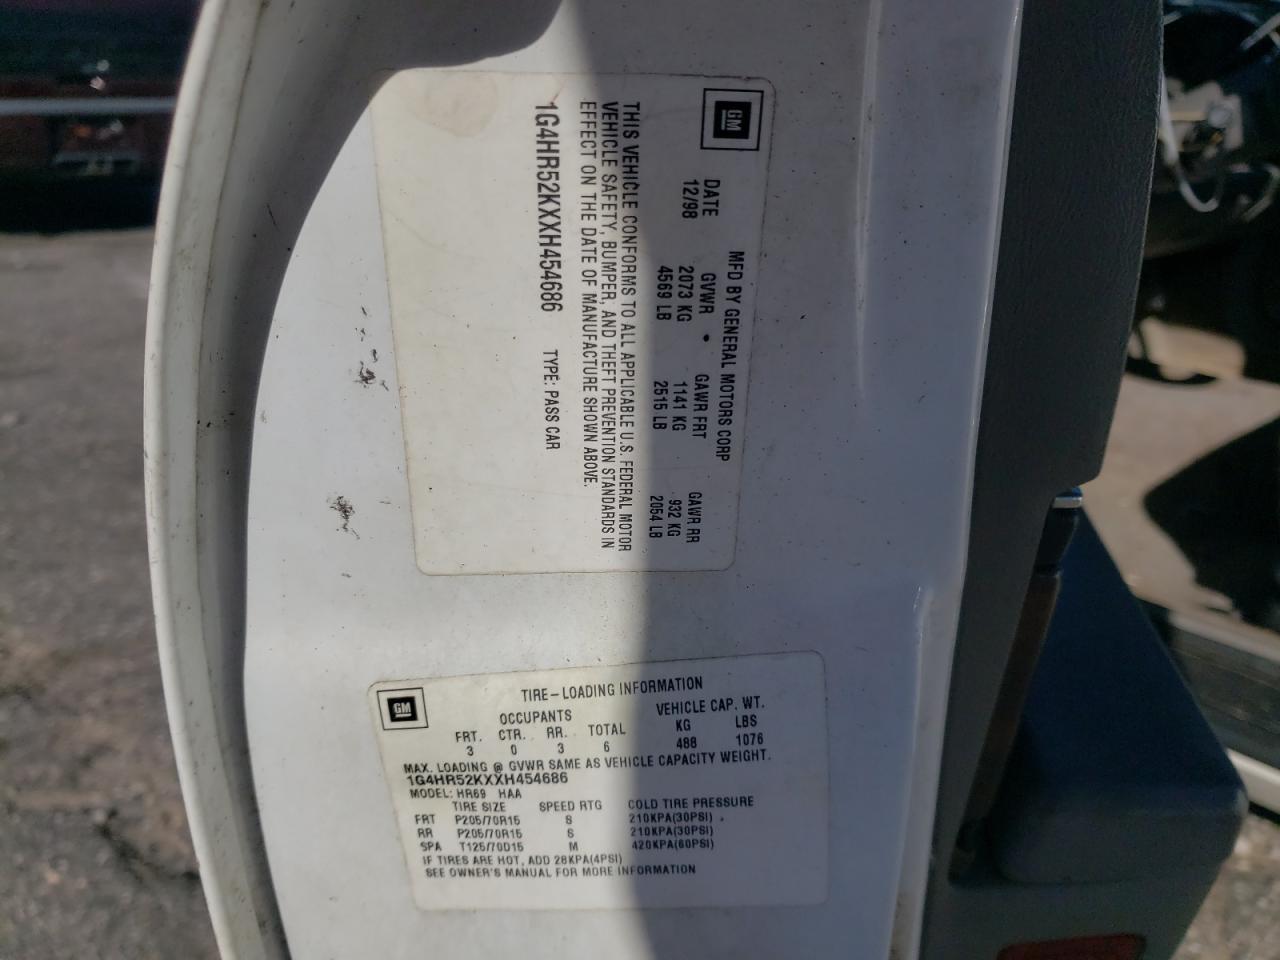 GM
MFD BY GENERAL MOTORS CORP
DATE GVWR • GAWR FRT GAWR RR
12/98 2073 KG 1141 KG 932 KG
4569 LB 2515 LB 2054 LB
THIS VEHICLE CONFORMS TO ALL APPLICABLE U.S. FEDERAL MOTOR
VEHICLE SAFETY, BUMPER, AND THEFT PREVENTION STANDARDS IN
EFFECT ON THE DATE OF MANUFACTURE SHOWN ABOVE.
1G4HR52KXXH454686 TYPE: PASS CAR
GM
TIRE-LOADING INFORMATION
OCCUPANTS VEHICLE CAP. WT.
FRT. CTR. RR. TOTAL KG LBS
3 0 3 6 488 1076
MAX. LOADING @ GVWR SAME AS VEHICLE CAPACITY WEIGHT.
1G4HR52KXXH454686
MODEL: HR69 HAA
TIRE SIZE SPEED RTG COLD TIRE PRESSURE
FRT P205/70R15 S 210KPA(30PSI)
RR P205/70R15 S 210KPA(30PSI)
SPA T125/70D15 M 420KPA(60PSI)
IF TIRES ARE HOT, ADD 28KPA(4PSI)
SEE OWNER'S MANUAL FOR MORE INFORMATION